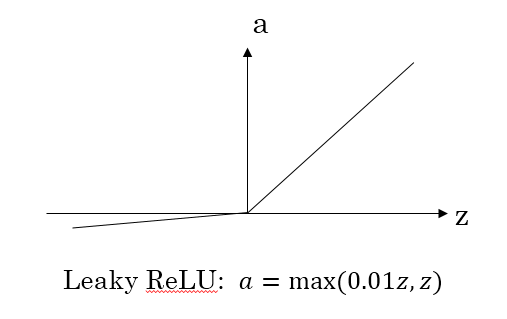 a
z
Leaky ReLU: a = max(0.01z, z)